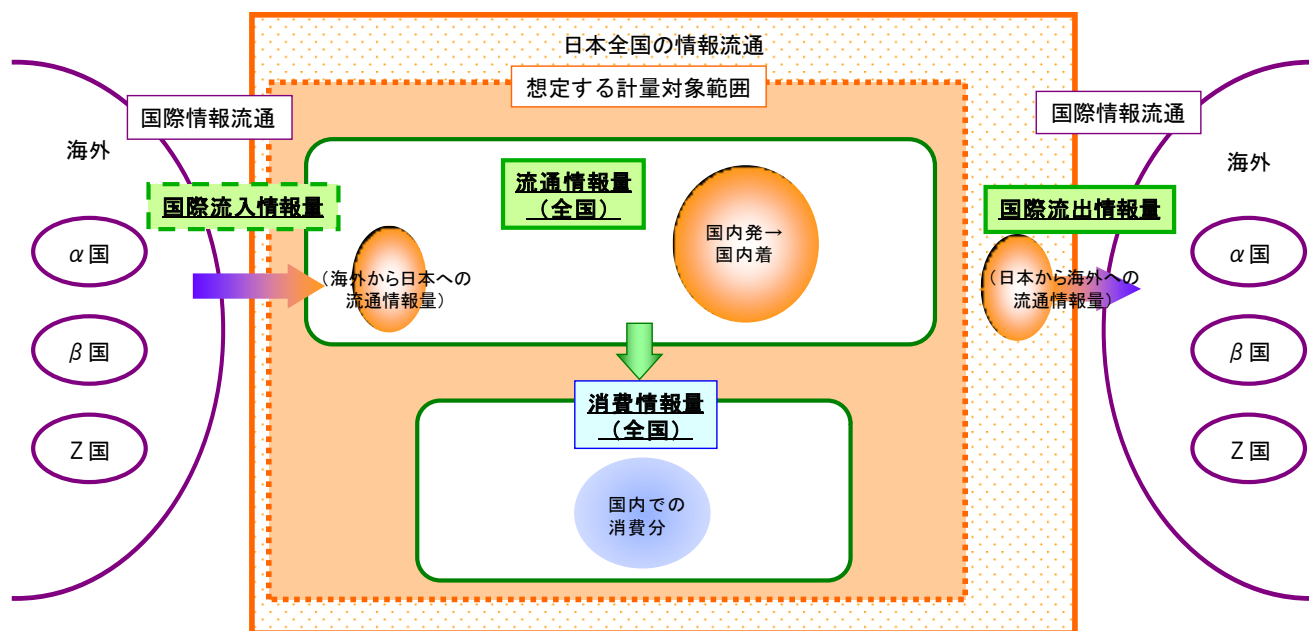 日本全国の情報流通
想定する計量対象範囲
国際情報流通
海外
国際流入情報量
α国
β国
Z国
(海外から日本への
流通情報量)
流通情報量
(全国)
国内発→
国内着
消費情報量
(全国)
国内での
消費分
国際情報流通
海外
国際流出情報量
(日本から海外への
流通情報量)
α国
β国
Z国